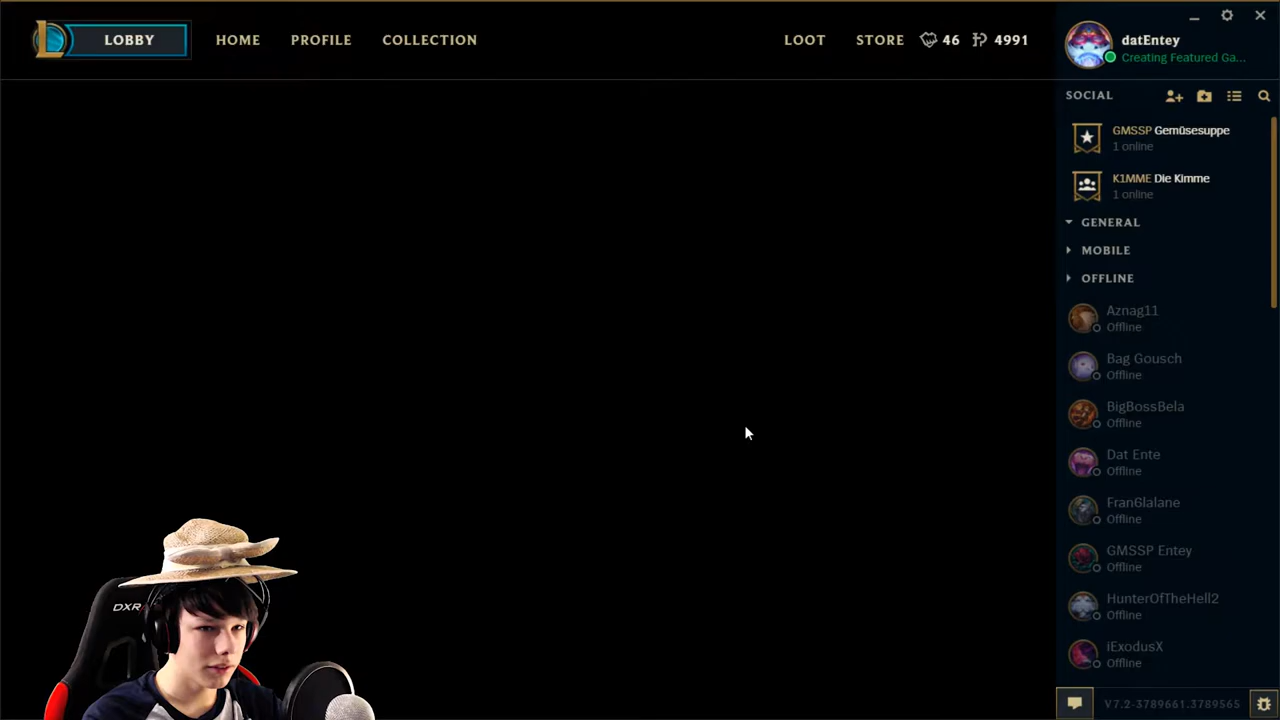 LOBBY
HOME
PROFILE
COLLECTION
LOOT
STORE
46
4991
datEntey
Creating Featured Ga...
SOCIAL
GMSSP Gemüsesuppe
1 online
K1MME Die Kimme
1 online
GENERAL
MOBILE
OFFLINE
Aznag11
Offline
Bag Gousch
Offline
BigBossBela
Offline
Dat Ente
Offline
Offline
GMSSP Entey
Offline
HunterOfTheHell2
Offline
iExodusX
Offline
V7.2-3789661.3789565